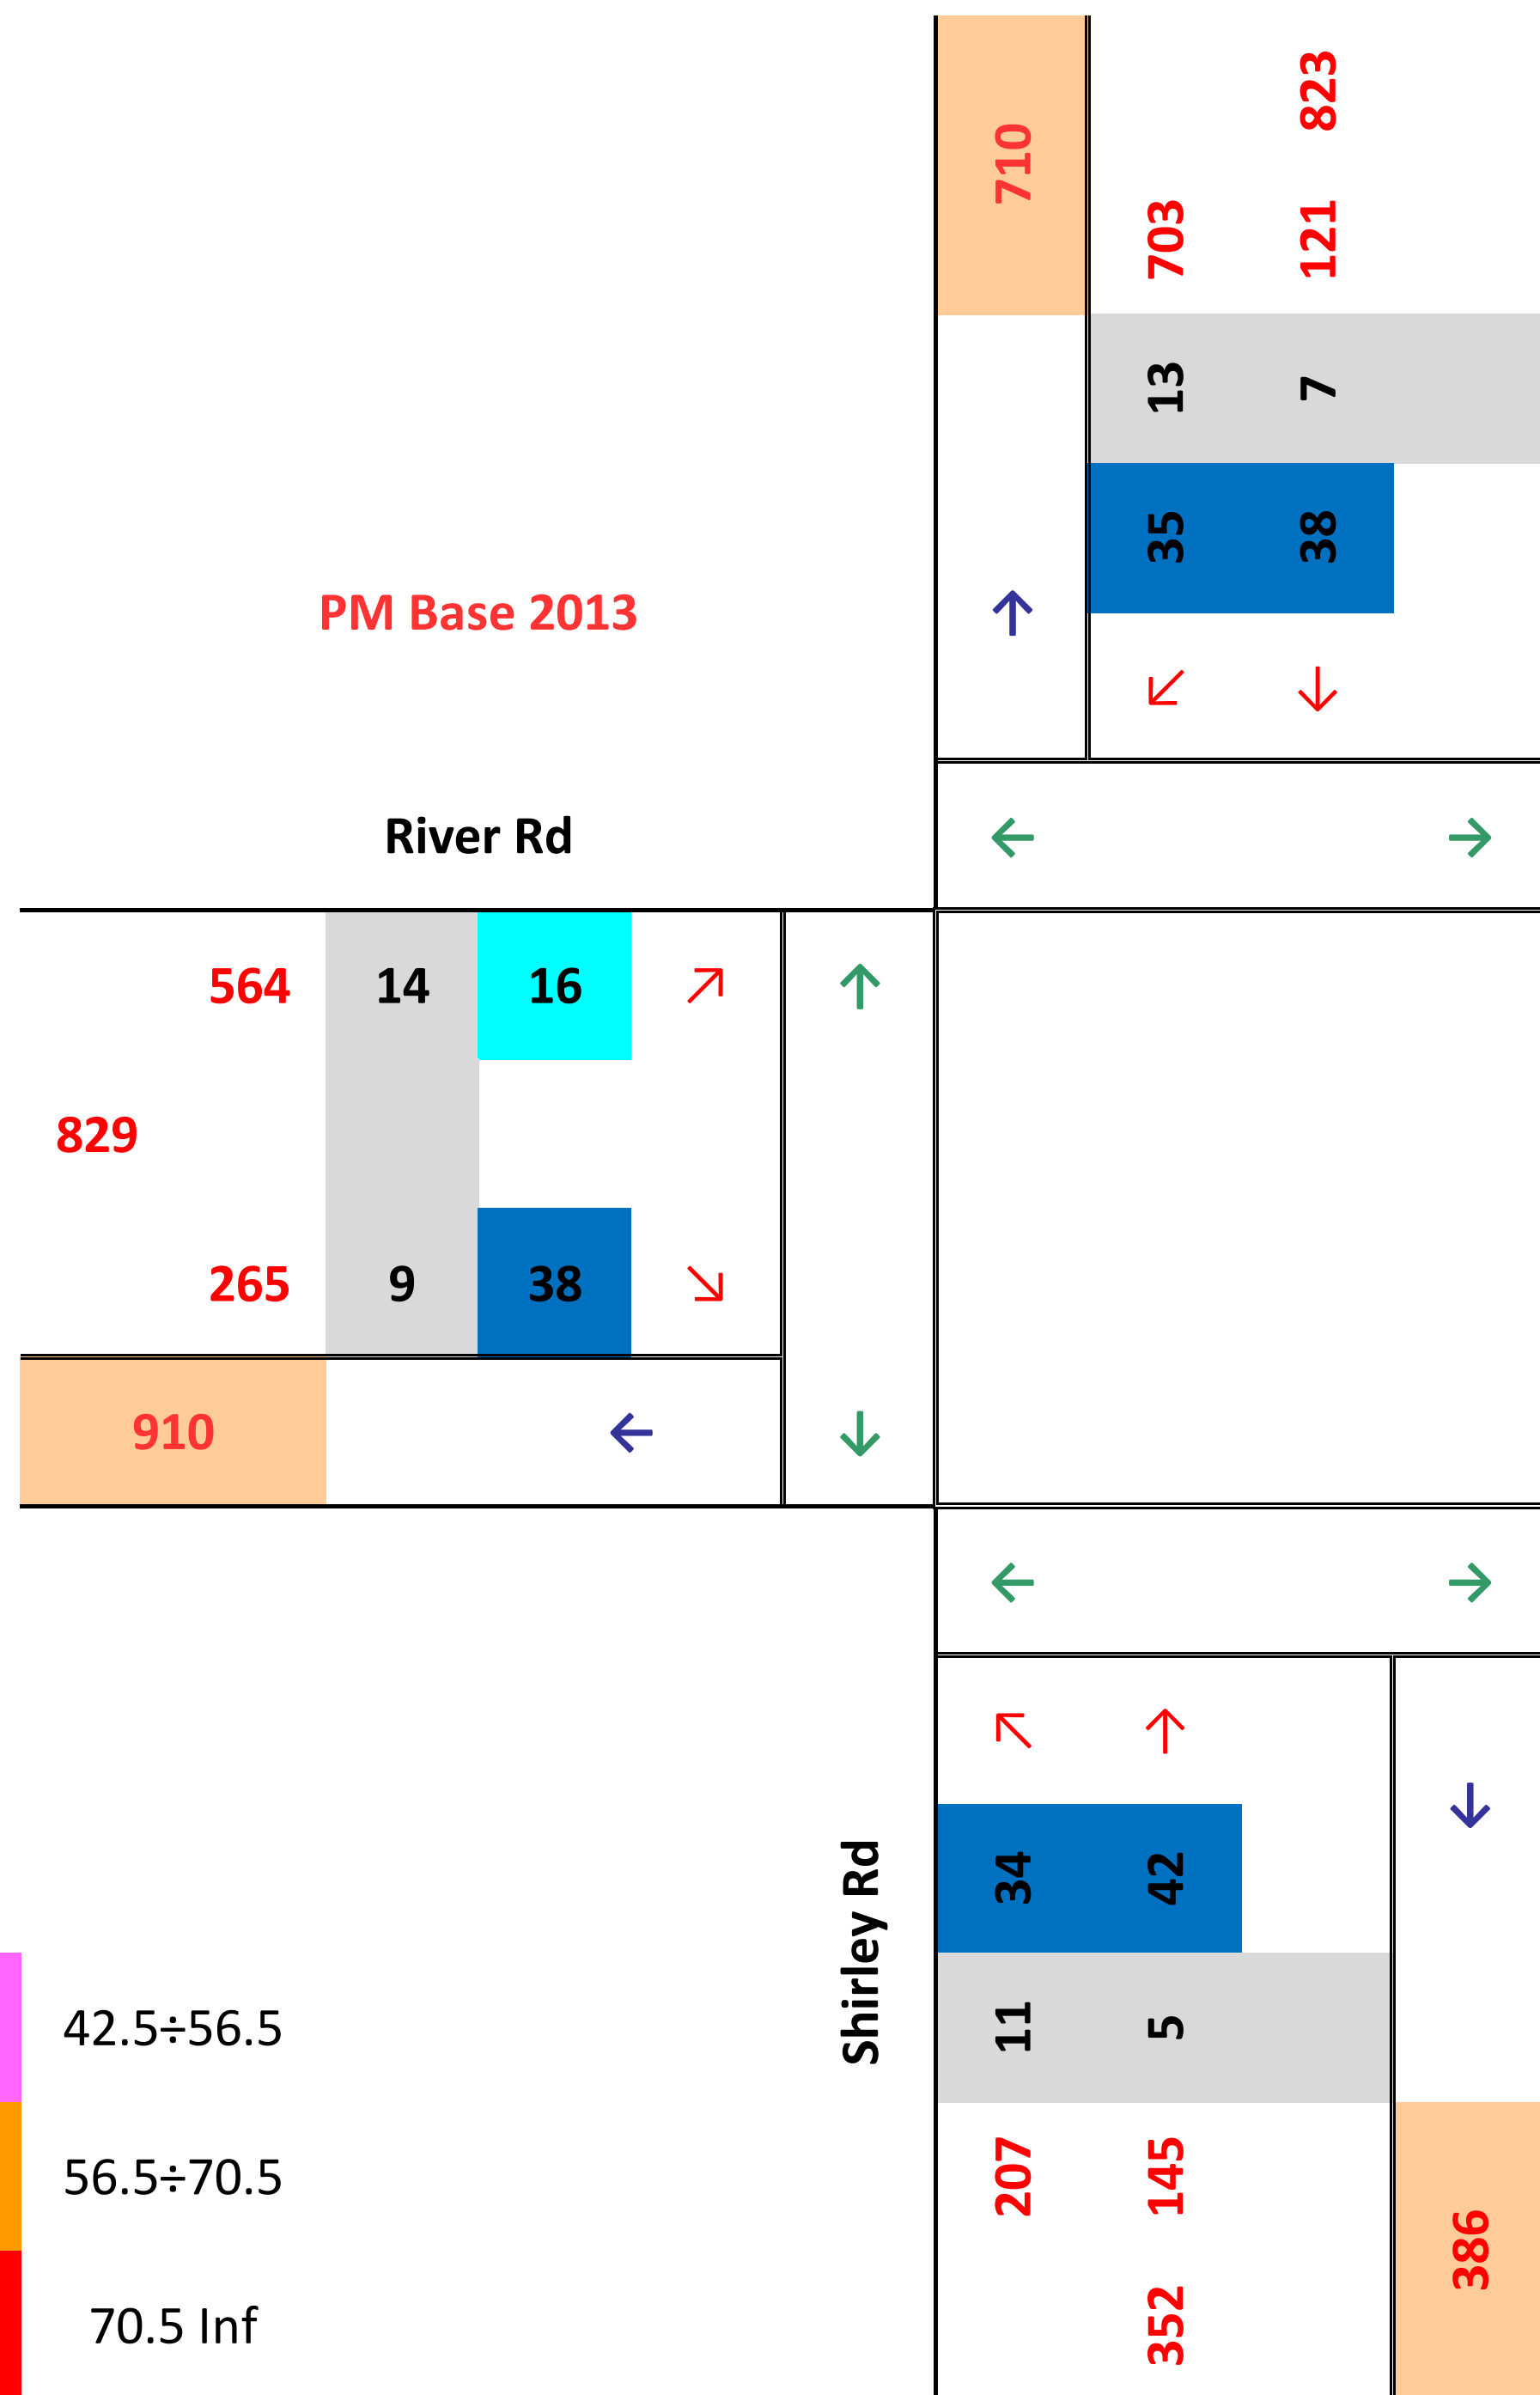 823
710
703 121
13 7
35 38
PM Base 2013
↑
↙ ↓
River Rd
← →
564 14 16 ↗ ↑
829
265 9 38 ↘
910 ← ↓
← →
↖ ↑
↓
34 42
Shirley Rd
11 5
42.5÷56.5
207 145
56.5÷70.5
386
352
70.5 Inf